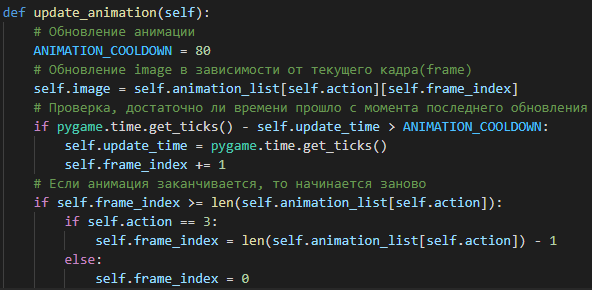 def update_animation(self):
    # Обновление анимации
    ANIMATION_COOLDOWN = 80
    # Обновление image в зависимости от текущего кадра(frame)
    self.image = self.animation_list[self.action][self.frame_index]
    # Проверка, достаточно ли времени прошло с момента последнего обновления
    if pygame.time.get_ticks() - self.update_time > ANIMATION_COOLDOWN:
        self.update_time = pygame.time.get_ticks()
        self.frame_index += 1
    # Если анимация заканчивается, то начинается заново
    if self.frame_index >= len(self.animation_list[self.action]):
        if self.action == 3:
            self.frame_index = len(self.animation_list[self.action]) - 1
        else:
            self.frame_index = 0